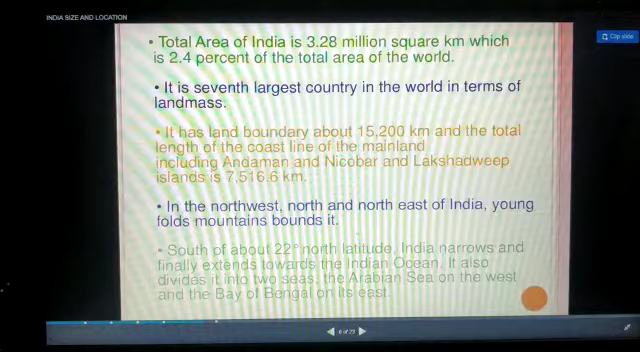 INDIA SIZE AND LOCATION
Clip slide
• Total Area of India is 3.28 million square km which
is 2.4 percent of the total area of the world.
• It is seventh largest country in the world in terms of
landmass.
• It has land boundary about 15,200 km and the total
length of the coast line of the mainland
including Andaman and Nicobar and Lakshadweep
islands is 7,516.6 km.
• In the northwest, north and north east of India, young
folds mountains bounds it.
• South of about 22° north latitude, India narrows and
finally extends towards the Indian Ocean. It also
divides it into two seas, the Arabian Sea on the west
and the Bay of Bengal on its east.
6 of 23